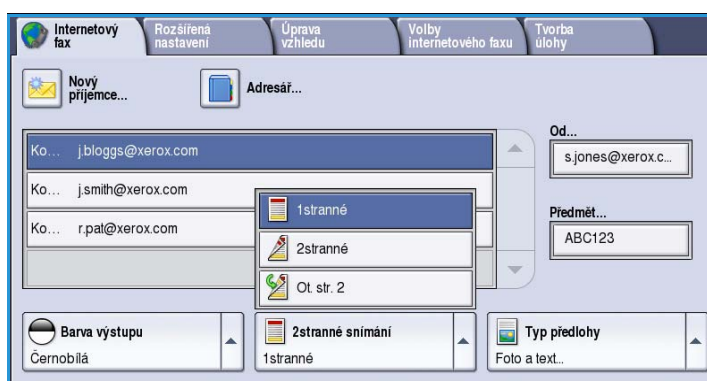 Internetový
fax
Rozšířená
nastavení
Úprava
vzhledu
Volby
internetového faxu
Tvorba
úlohy
Nový
příjemce...
Adresář...
Od...
s.jones@xerox.c...
Předmět...
ABC123
Ko... j.bloggs@xerox.com
Ko... j.smith@xerox.com
Ko... r.pat@xerox.com
1stranné
2stranné
Ot. str. 2
Barva výstupu
Černobílá
2stranné snímání
1stranné
Typ předlohy
Foto a text...